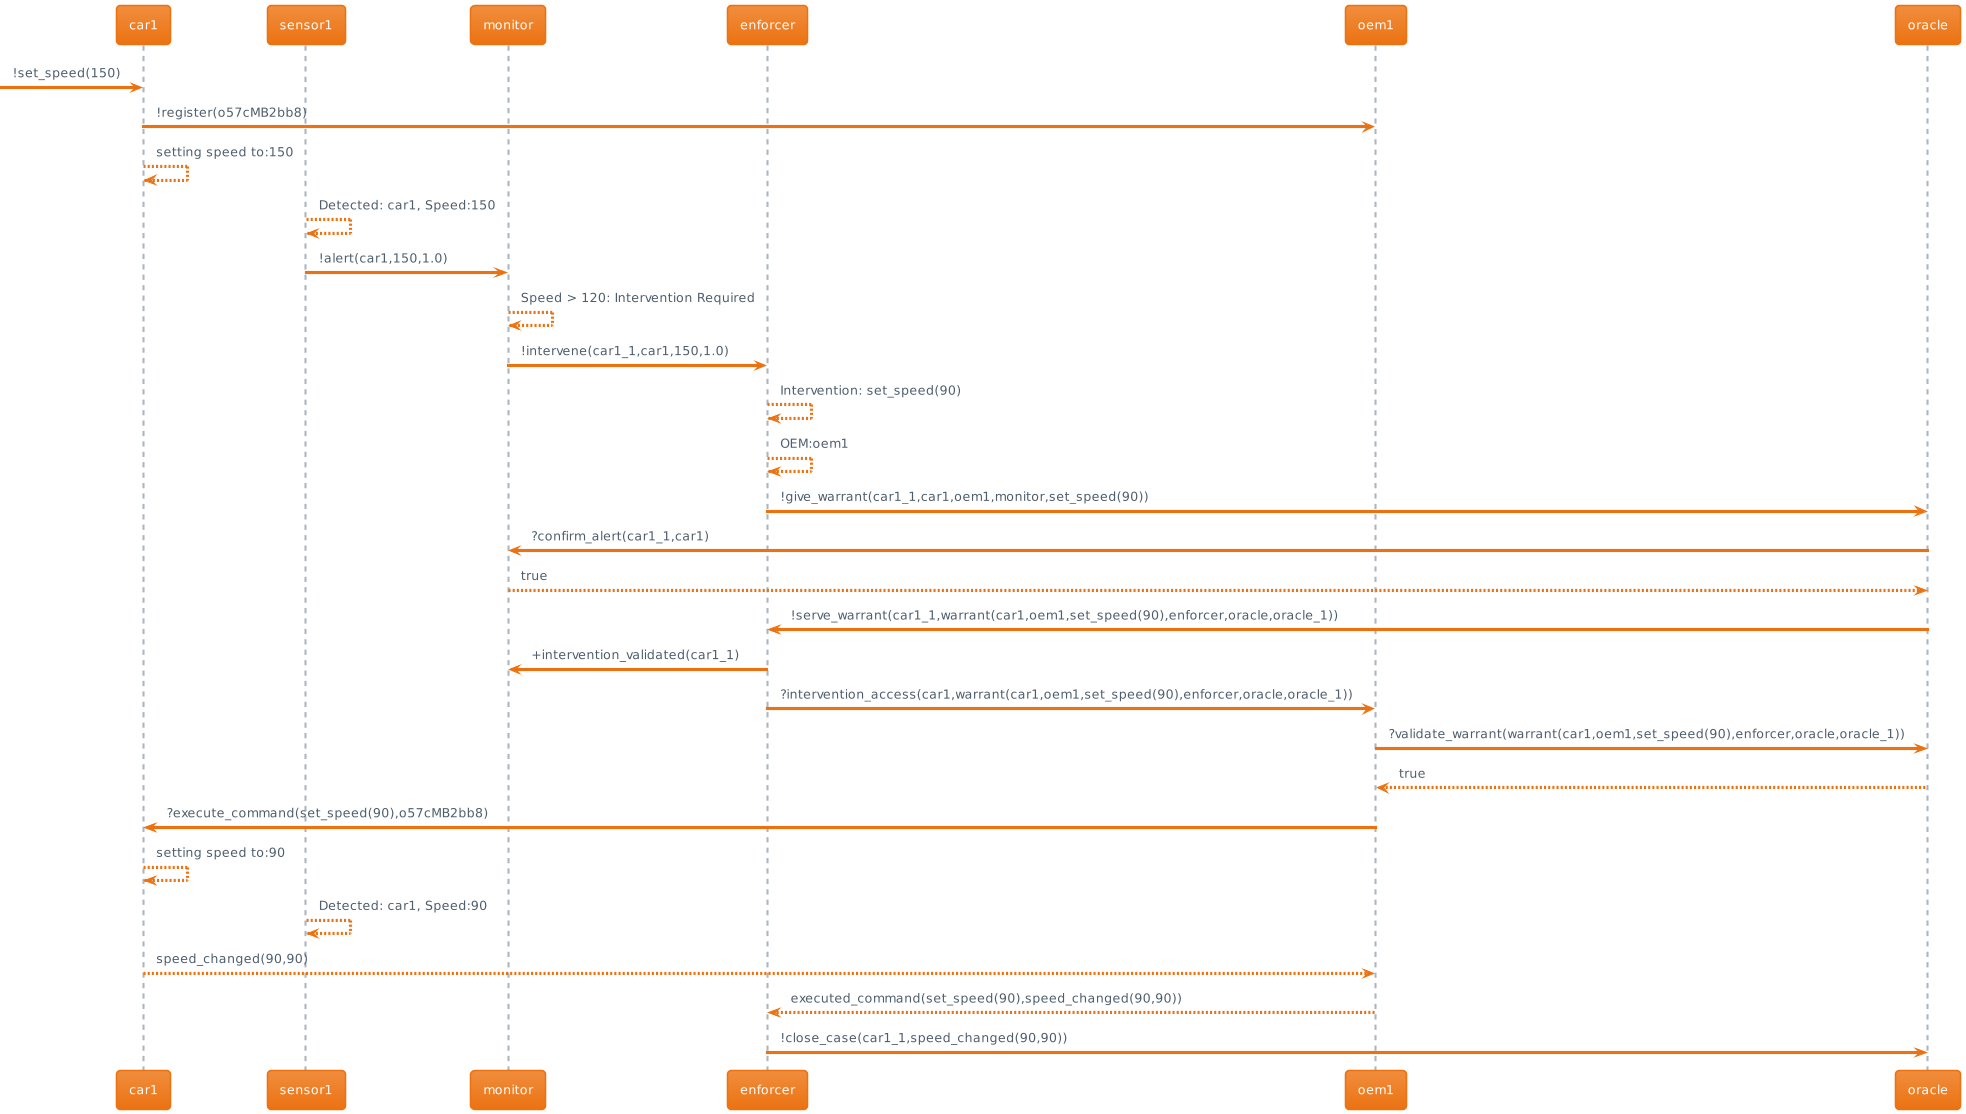 car1
sensor1
monitor
enforcer
oem1
oracle
!set_speed(150)
!register(o57cMB2bb8)
setting speed to:150
Detected: car1, Speed:150
!alert(car1,150,1.0)
Speed > 120: Intervention Required
!intervene(car1_1,car1,150,1.0)
Intervention: set_speed(90)
OEM:oem1
!give_warrant(car1_1,car1,oem1,monitor,set_speed(90))
?confirm_alert(car1_1,car1)
true
!serve_warrant(car1_1,warrant(car1,oem1,set_speed(90),enforcer,oracle,oracle_1))
+intervention_validated(car1_1)
?intervention_access(car1,warrant(car1,oem1,set_speed(90),enforcer,oracle,oracle_1))
?validate_warrant(warrant(car1,oem1,set_speed(90),enforcer,oracle,oracle_1))
true
?execute_command(set_speed(90),o57cMB2bb8)
setting speed to:90
Detected: car1, Speed:90
speed_changed(90,90)
executed_command(set_speed(90),speed_changed(90,90))
!close_case(car1_1,speed_changed(90,90))
car1
sensor1
monitor
enforcer
oem1
oracle